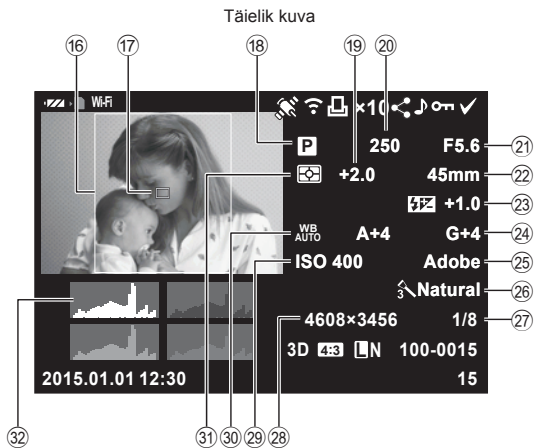 Täielik kuva
16 17 18 19 20
Wi-Fi ×10
P 250 F5.6 21
+2.0 45mm 22
+1.0 23
WB AUTO A+4 G+4 24
ISO 400 Adobe 25
3 Natural 26
4608×3456 1/8 27
3D 4:3 LN 100-0015
2015.01.01 12:30 15
32 31 30 29 28